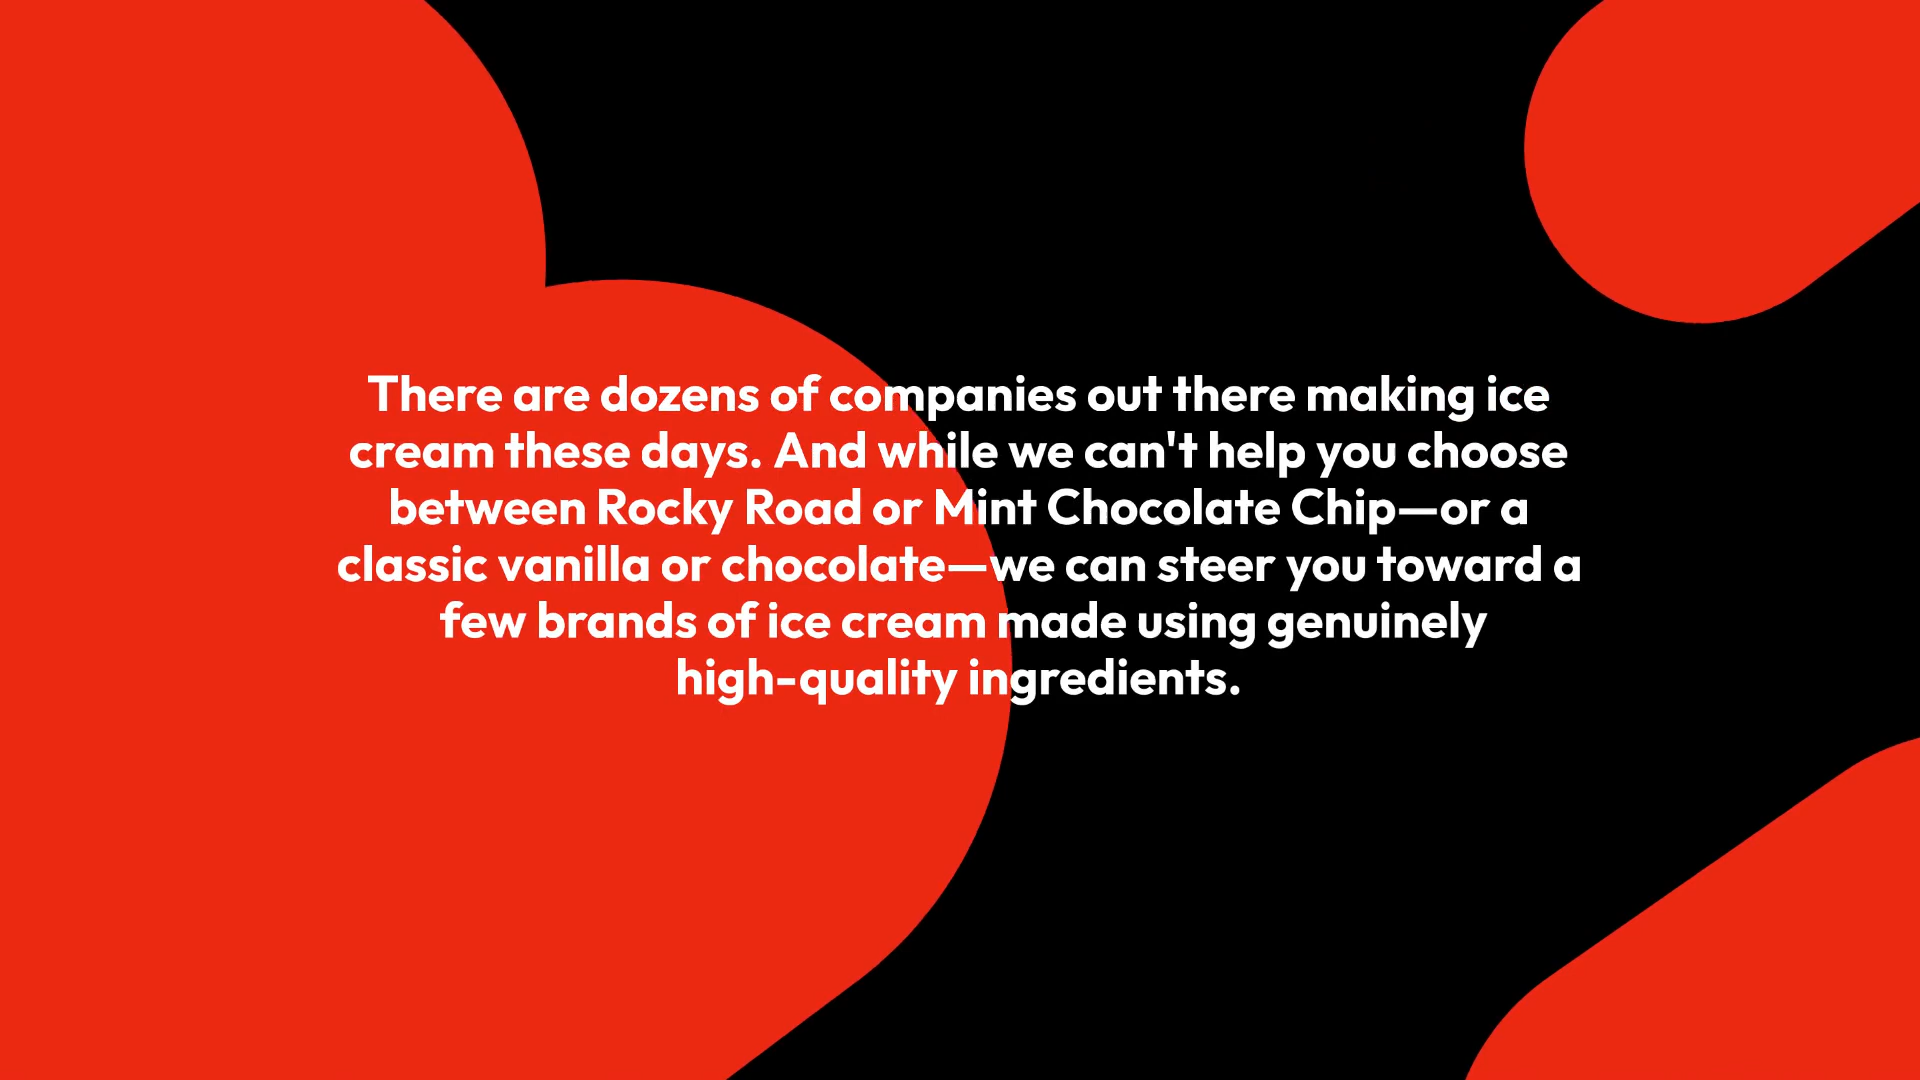 There are dozens of companies out there making ice
cream these days. And while we can't help you choose
between Rocky Road or Mint Chocolate Chip—or a
classic vanilla or chocolate—we can steer you toward a
few brands of ice cream made using genuinely
high-quality ingredients.